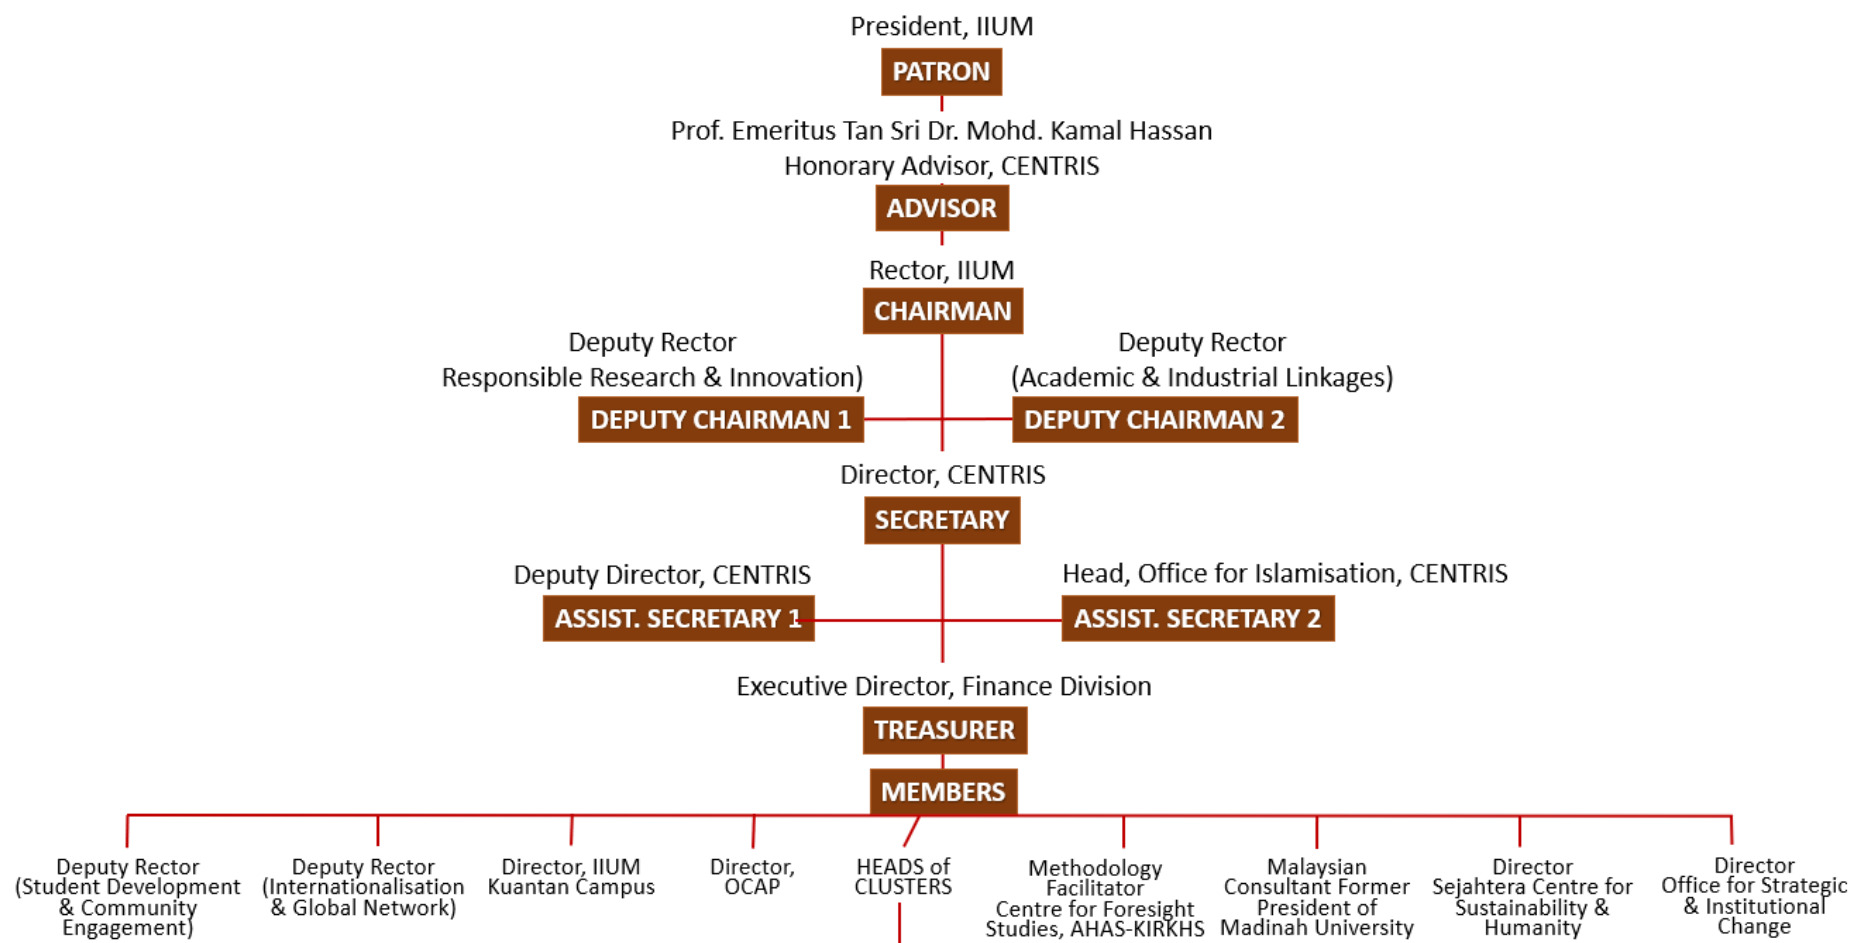 President, IIUM
PATRON
Prof. Emeritus Tan Sri Dr. Mohd. Kamal Hassan
Honorary Advisor, CENTRIS
ADVISOR
Rector, IIUM
CHAIRMAN
Deputy Rector
Responsible Research & Innovation)
DEPUTY CHAIRMAN 1
Deputy Rector
(Academic & Industrial Linkages)
DEPUTY CHAIRMAN 2
Director, CENTRIS
SECRETARY
Deputy Director, CENTRIS
ASSIST. SECRETARY 1
Head, Office for Islamisation, CENTRIS
ASSIST. SECRETARY 2
Executive Director, Finance Division
TREASURER
MEMBERS
Deputy Rector
(Student Development
& Community
Engagement)
Deputy Rector
(Internationalisation
& Global Network)
Director, IIUM
Kuantan Campus
Director,
OCAP
HEADS of
CLUSTERS
Methodology
Facilitator
Centre for Foresight
Studies, AHAS-KIRKHS
Malaysian
Consultant Former
President of
Madinah University
Director
Sejahtera Centre for
Sustainability &
Humanity
Director
Office for Strategic
& Institutional
Change